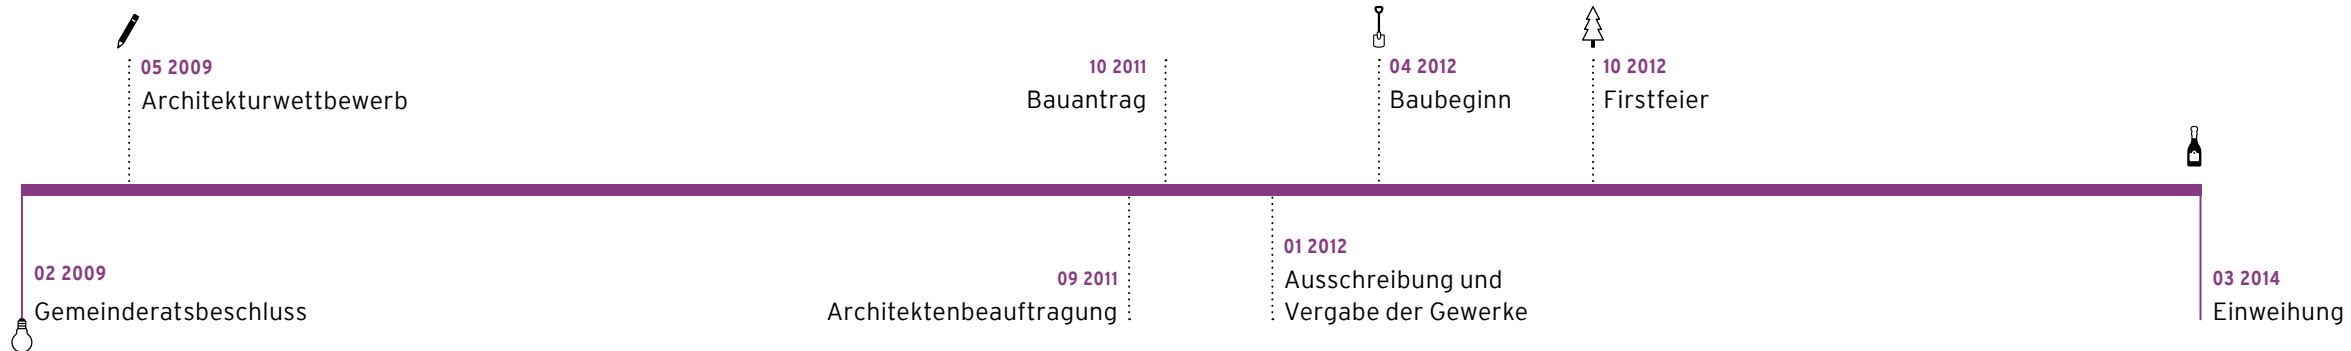 05 2009
Architekturwettbewerb
10 2011
Bauantrag
04 2012
Baubeginn
10 2012
Firstfeier
02 2009
Gemeinderatsbeschluss
09 2011
Architektenbeauftragung
01 2012
Ausschreibung und
Vergabe der Gewerke
03 2014
Einweihung